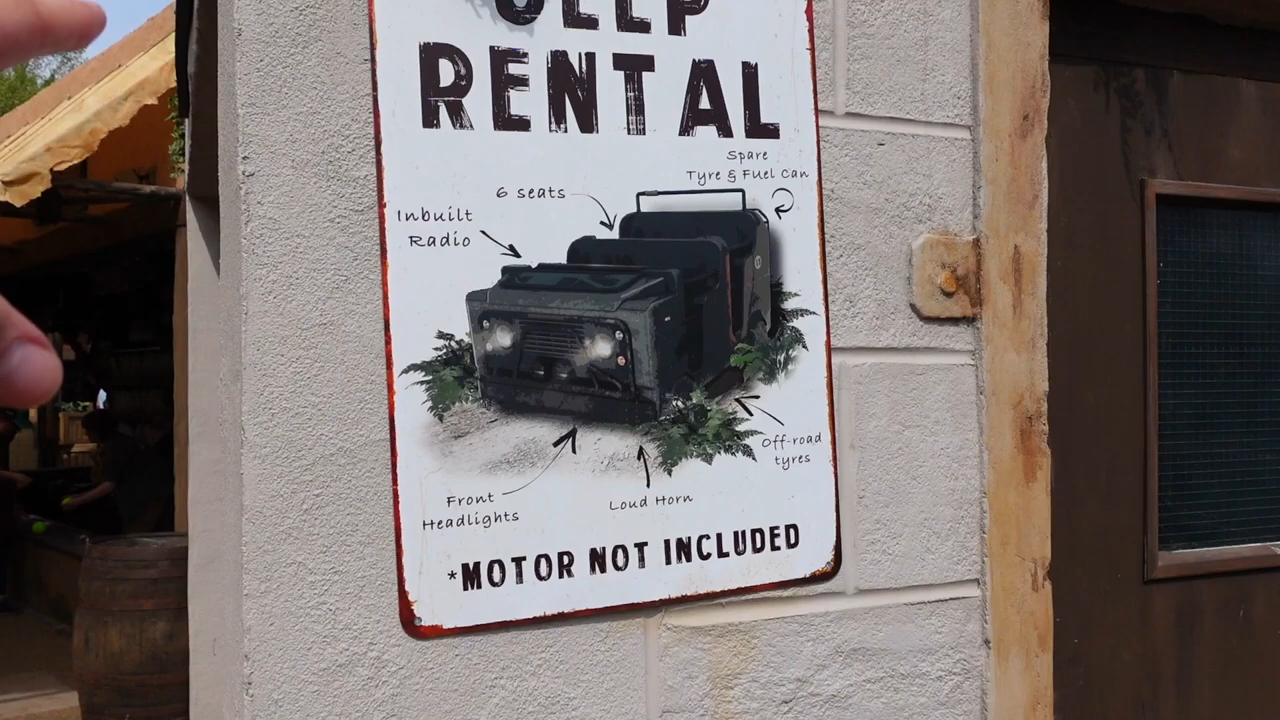 JEEP
RENTAL
Spare
Tyre & Fuel Can
6 seats
Inbuilt
Radio
Off-road
tyres
Front
Headlights
Loud Horn
*MOTOR NOT INCLUDED